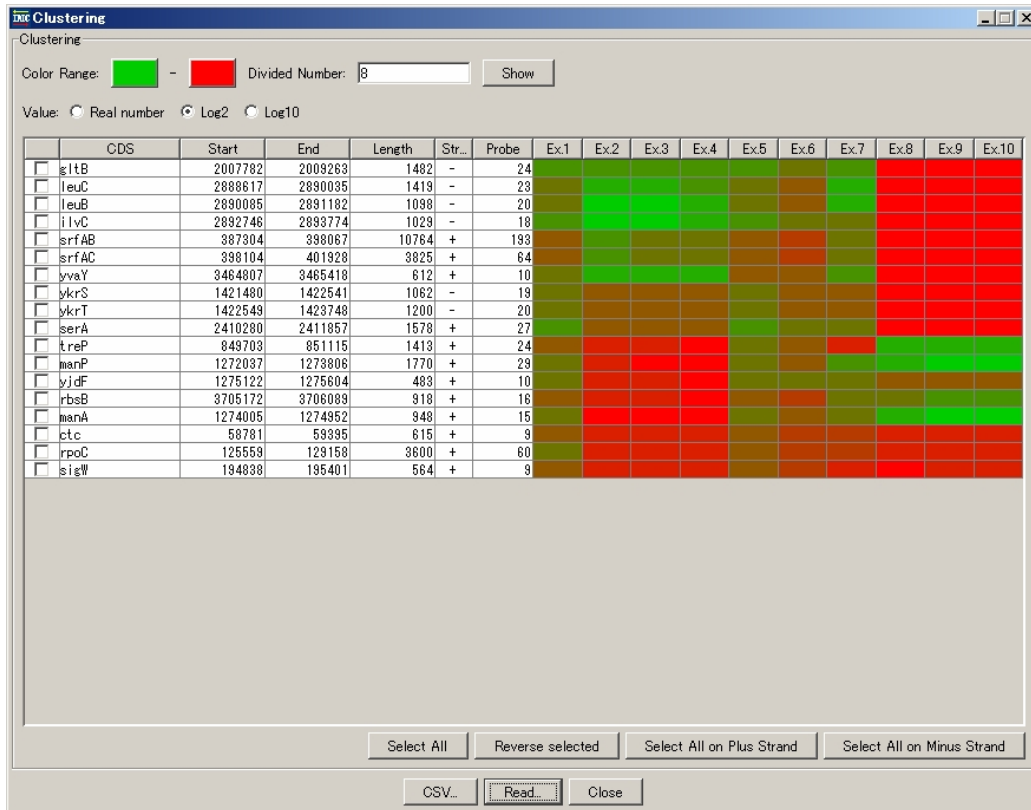 IMC Clustering
Clustering
Color Range: - Divided Number: 8 Show
Value: Real number Log2 Log10
CDS Start End Length Str... Probe Ex.1 Ex.2 Ex.3 Ex.4 Ex.5 Ex.6 Ex.7 Ex.8 Ex.9 Ex.10
gltB 2007782 2009263 1482 - 24
leuC 2888617 2890035 1419 - 23
leuB 2890085 2891182 1098 - 20
ilvC 2892746 2893774 1029 - 18
srfAB 387304 398067 10764 + 193
srfAC 398104 401928 3825 + 64
yvaY 3464807 3465418 612 + 10
ykrS 1421480 1422541 1062 - 19
ykrT 1422549 1423748 1200 - 20
serA 2410280 2411857 1578 + 27
treP 849703 851115 1413 + 24
manP 1272037 1273806 1770 + 29
yjdF 1275122 1275604 483 + 10
rbsB 3705172 3706089 918 + 16
manA 1274005 1274952 948 + 15
ctc 58781 59395 615 + 9
rpoC 125559 129158 3600 + 60
sigW 194838 195401 564 + 9
Select All Reverse selected Select All on Plus Strand Select All on Minus Strand
CSV... Read... Close